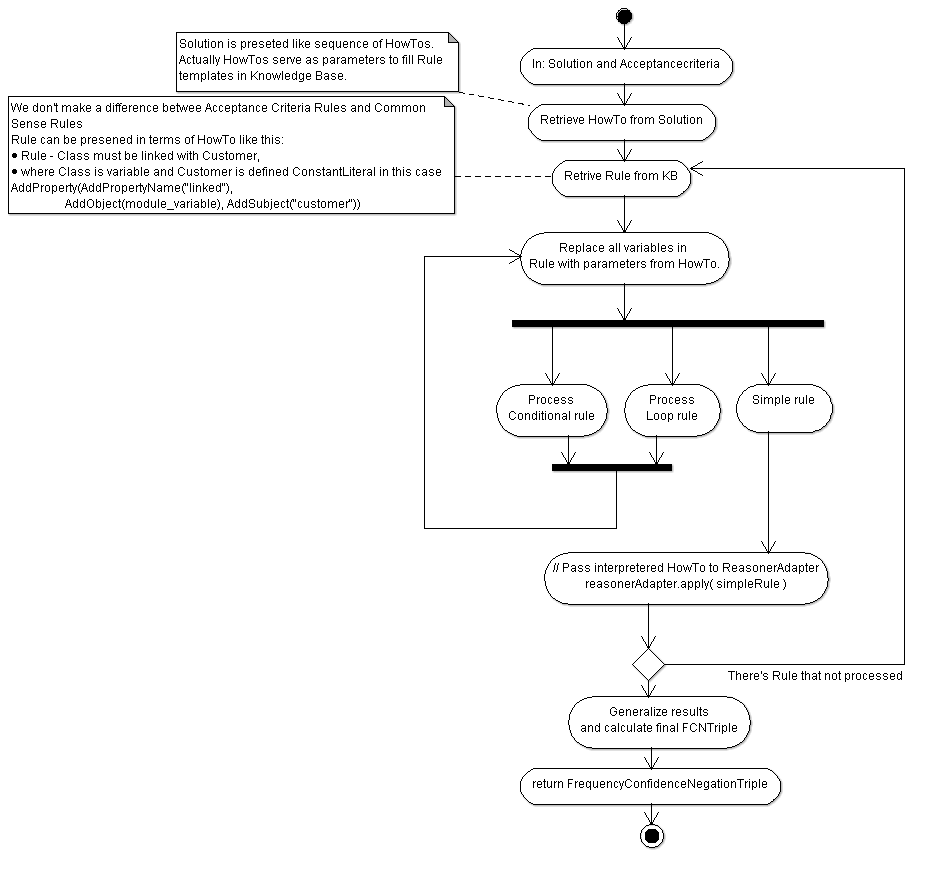 Solution is preseted like sequence of HowTos.
Actually HowTos serve as parameters to fill Rule
templates in Knowledge Base.
In: Solution and Acceptancecriteria
We don't make a difference betwee Acceptance Criteria Rules and Common
Sense Rules
Rule can be presened in terms of HowTo like this:
● Rule - Class must be linked with Customer,
● where Class is variable and Customer is defined ConstantLiteral in this case
AddProperty(AddPropertyName("linked"),
AddObject(module_variable), AddSubject("customer"))
Retrieve HowTo from Solution
Retrive Rule from KB
Replace all variables in
Rule with parameters from HowTo.
Process
Conditional rule
Process
Loop rule
Simple rule
// Pass interpretered HowTo to ReasonerAdapter
reasonerAdapter.apply( simpleRule )
There's Rule that not processed
Generalize results
and calculate final FCNTriple
return FrequencyConfidenceNegationTriple